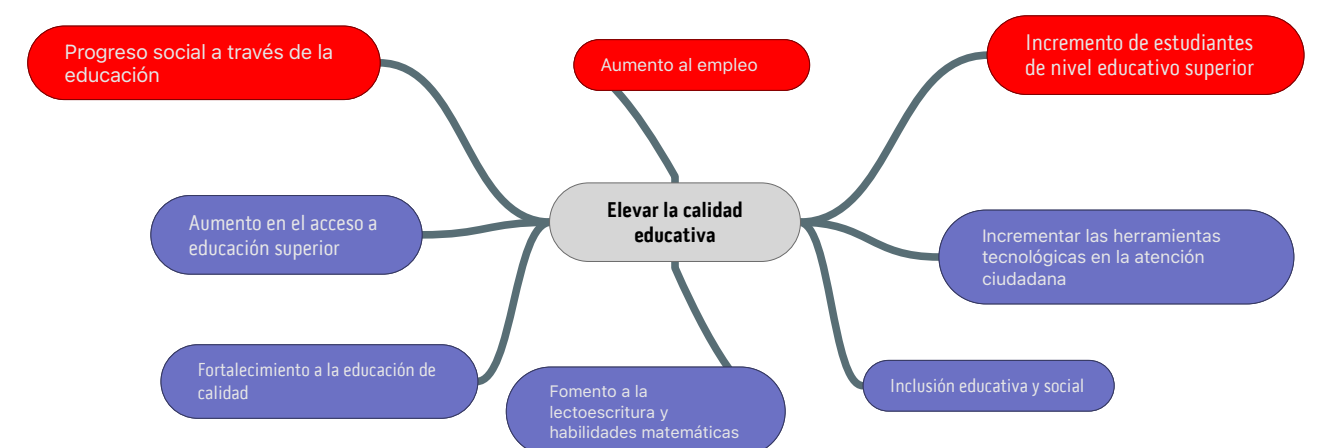 Progreso social a través de la
educación
Aumento al empleo
Incremento de estudiantes
de nivel educativo superior
Elevar la calidad
educativa
Aumento en el acceso a
educación superior
Incrementar las herramientas
tecnológicas en la atención
ciudadana
Fortalecimiento a la educación de
calidad
Fomento a la
lectoescritura y
habilidades matemáticas
Inclusión educativa y social